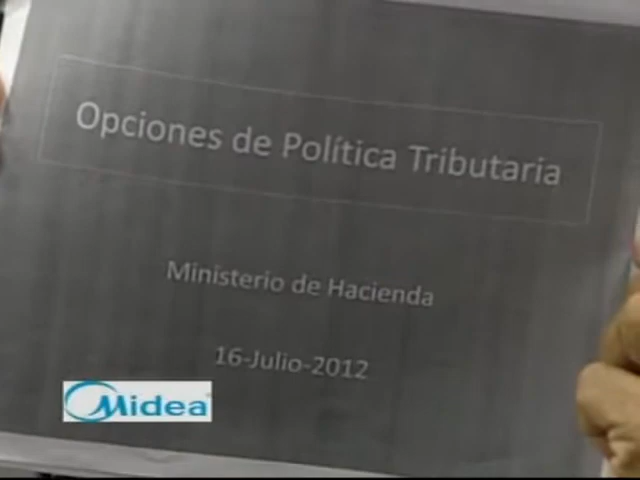 Opciones de Política Tributaria
Ministerio de Hacienda
16-Julio-2012
Midea